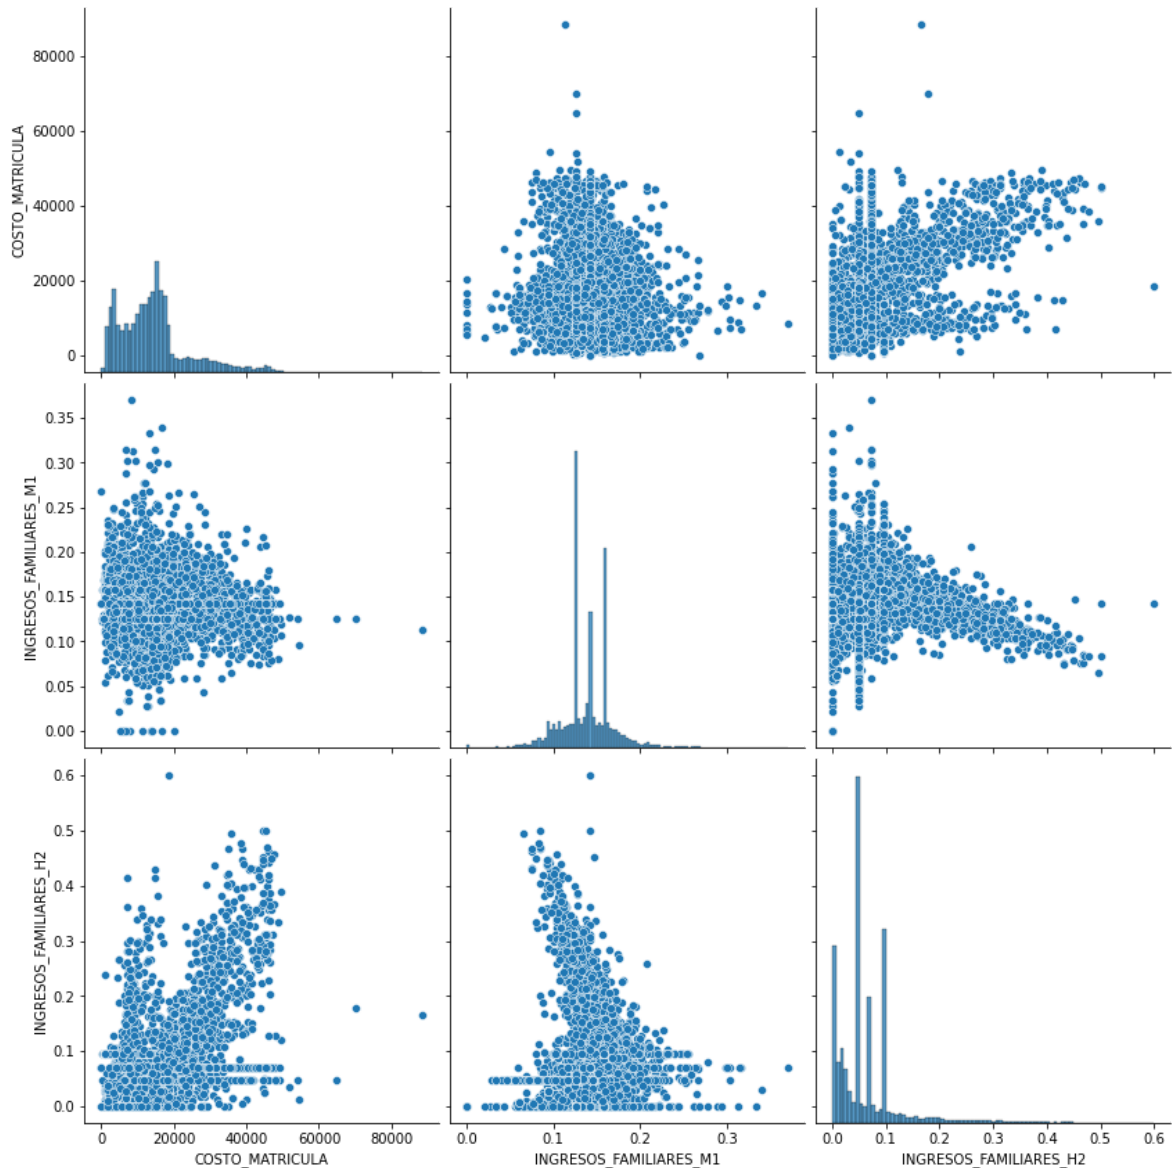 80000
60000
40000
20000
0
COSTO_MATRICULA
0.35
0.30
0.25
0.20
0.15
0.10
0.05
0.00
INGRESOS_FAMILIARES_M1
0.6
0.5
0.4
0.3
0.2
0.1
0.0
INGRESOS_FAMILIARES_H2
0 20000 40000 60000 80000
COSTO_MATRICULA
0.0 0.1 0.2 0.3
INGRESOS_FAMILIARES_M1
0.0 0.1 0.2 0.3 0.4 0.5 0.6
INGRESOS_FAMILIARES_H2